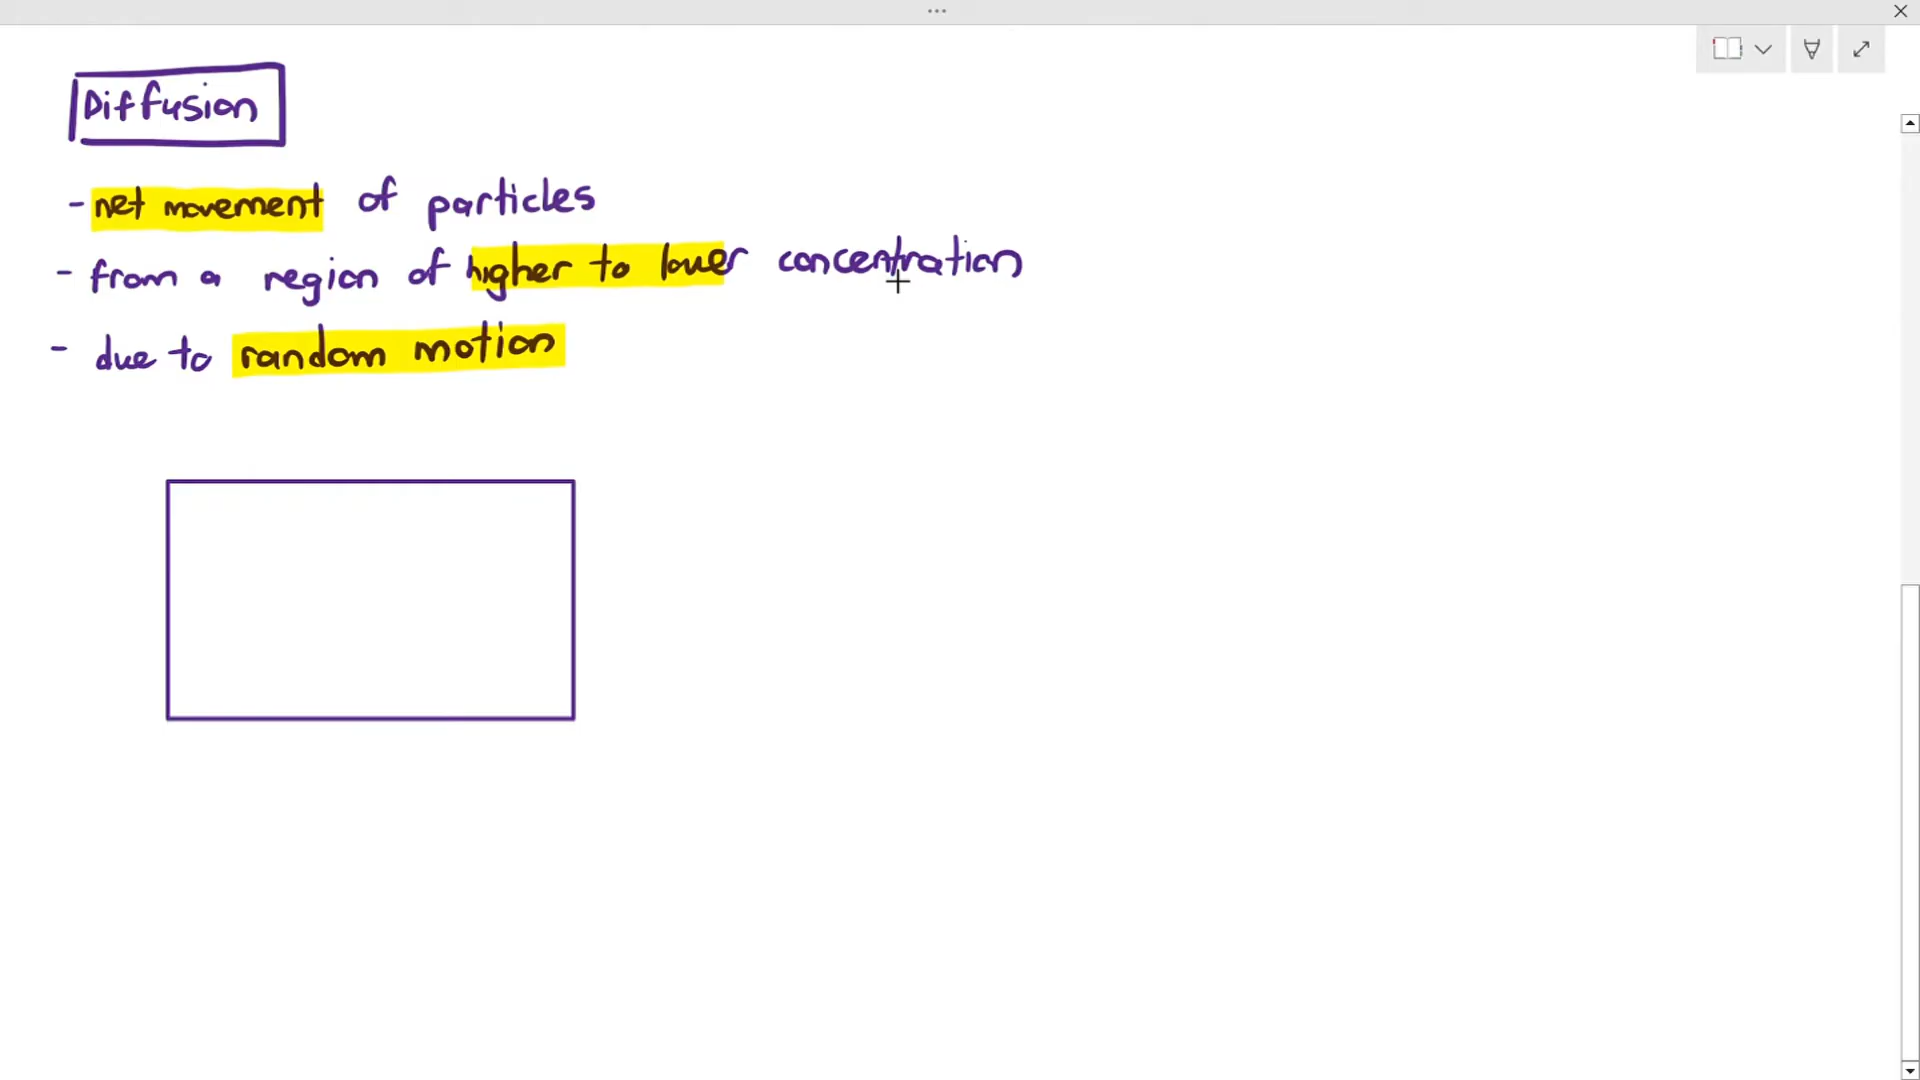 Diffusion
- net movement of particles
- from a region of higher to lower concentration
- due to random motion